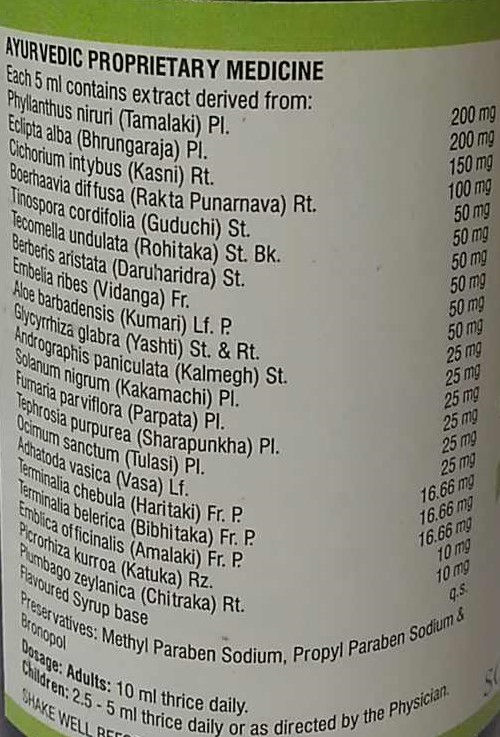 AYURVEDIC PROPRIETARY MEDICINE
Each 5 ml contains extract derived from:
Phyllanthus niruri (Tamalaki) Pl. 200 mg
Eclipta alba (Bhrungaraja) Pl. 200 mg
Cichorium intybus (Kasni) Rt. 150 mg
Boerhaavia diffusa (Rakta Punarnava) Rt. 100 mg
Tinospora cordifolia (Guduchi) St. 50 mg
Tecomella undulata (Rohitaka) St. Bk. 50 mg
Berberis aristata (Daruharidra) St. 50 mg
Embelia ribes (Vidanga) Fr. 50 mg
Aloe barbadensis (Kumari) Lf. P. 50 mg
Glycyrrhiza glabra (Yashti) St. & Rt. 50 mg
Andrographis paniculata (Kalmegh) St. 25 mg
Solanum nigrum (Kakamachi) Pl. 25 mg
Fumaria parviflora (Parpata) Pl. 25 mg
Tephrosia purpurea (Sharapunkha) Pl. 25 mg
Ocimum sanctum (Tulasi) Pl. 25 mg
Adhatoda vasica (Vasa) Lf. 25 mg
Terminalia chebula (Haritaki) Fr. P. 16.66 mg
Terminalia belerica (Bibhitaka) Fr. P. 16.66 mg
Emblica officinalis (Amalaki) Fr. P. 16.66 mg
Picrorhiza kurroa (Katuka) Rz. 10 mg
Plumbago zeylanica (Chitraka) Rt. 10 mg
Flavoured Syrup base q.s.
Preservatives: Methyl Paraben Sodium, Propyl Paraben Sodium &
Bronopol
Dosage: Adults: 10 ml thrice daily.
Children: 2.5 - 5 ml thrice daily or as directed by the Physician.
SHAKE WELL